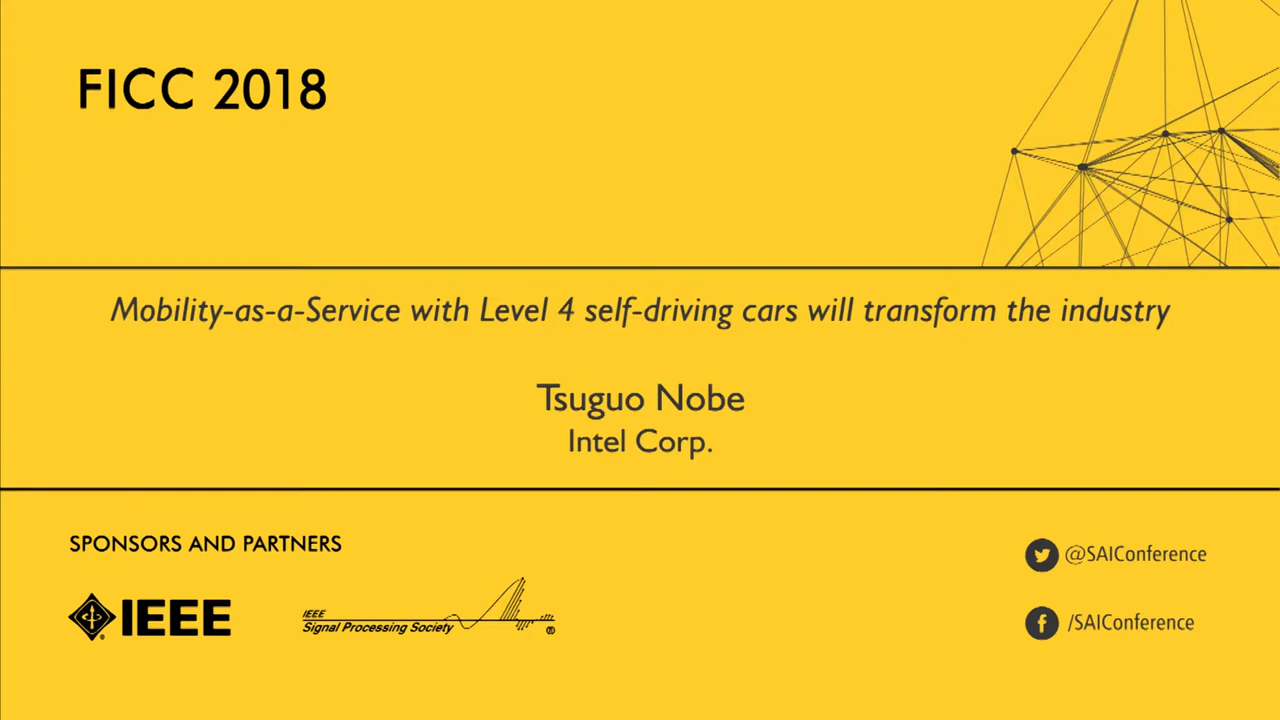 FICC 2018
Mobility-as-a-Service with Level 4 self-driving cars will transform the industry
Tsuguo Nobe
Intel Corp.
SPONSORS AND PARTNERS
IEEE
IEEE
Signal Processing Society
®
@SAIConference
/SAIConference